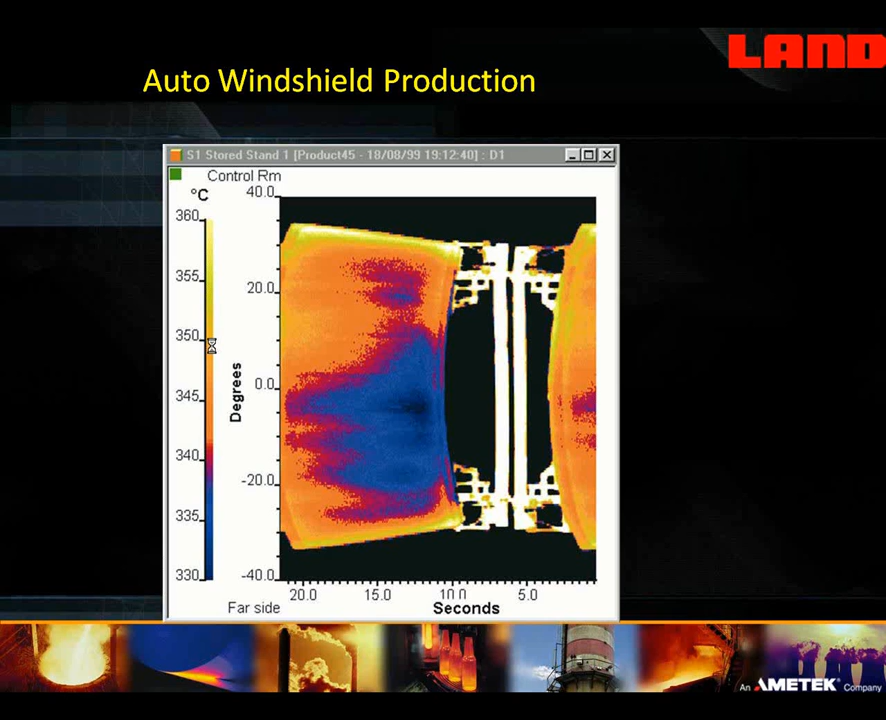 LAND
Auto Windshield Production
S1 Stored Stand 1 [Product45 - 18/08/99 19:12:40] : D1
Control Rm
°C
360
355
350
345
340
335
330
40.0
20.0
0.0
-20.0
-40.0
Degrees
20.0 15.0 10.0 5.0
Far side
Seconds
An AMETEK Company